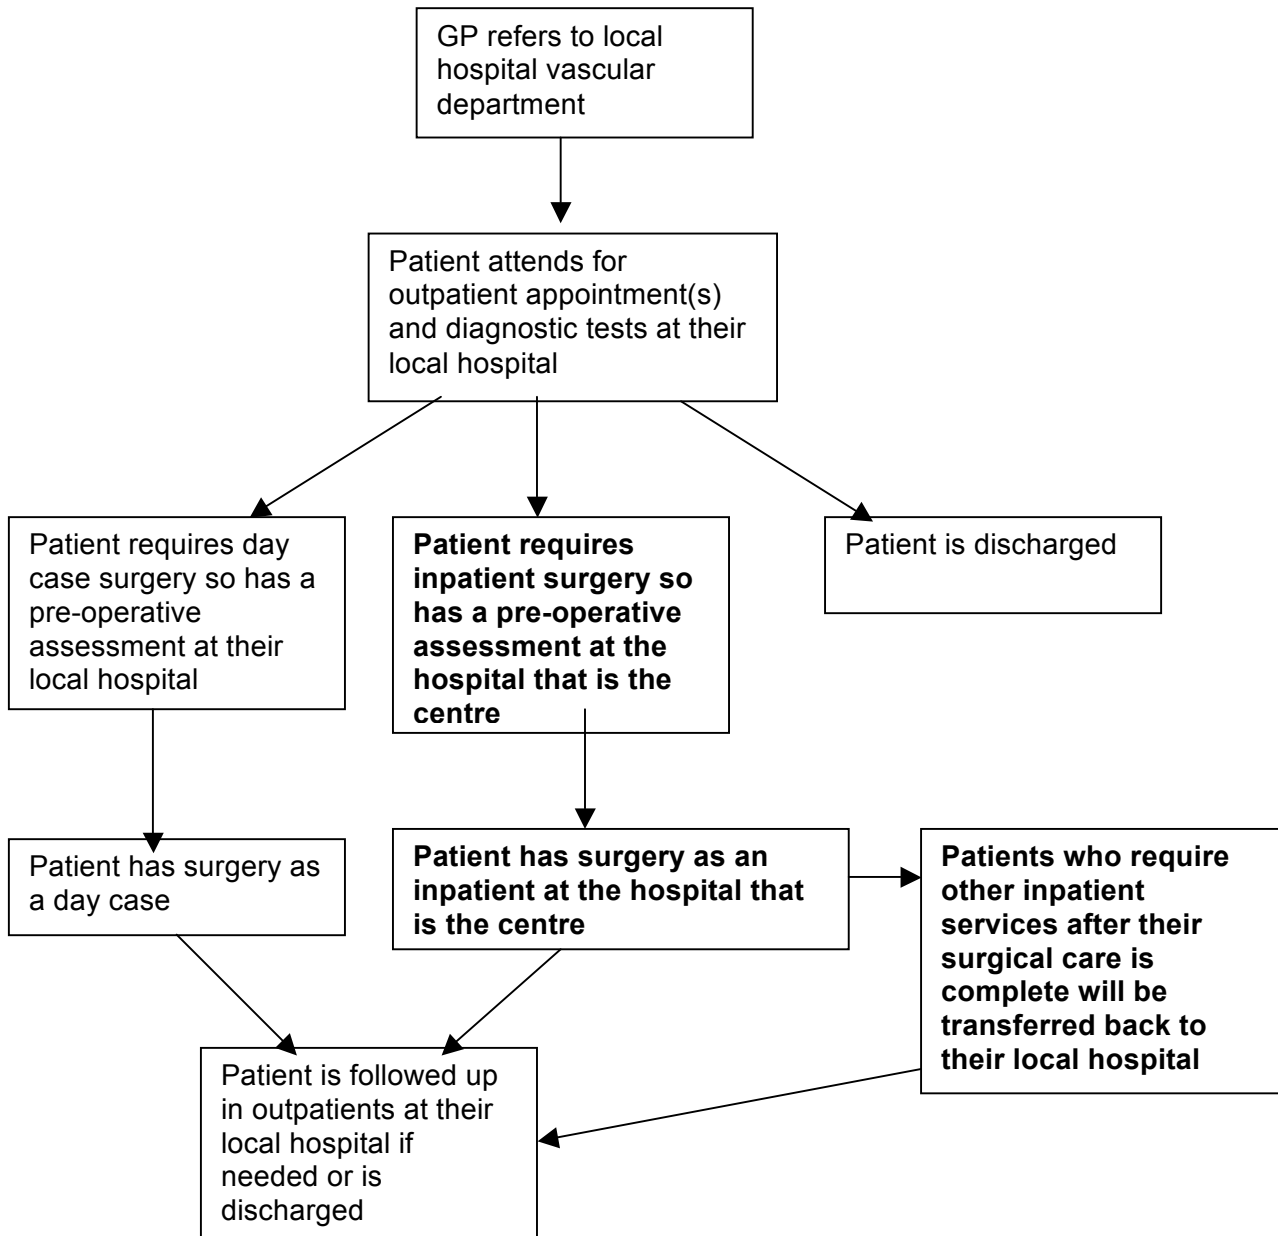 GP refers to local
hospital vascular
department
Patient attends for
outpatient appointment(s)
and diagnostic tests at their
local hospital
Patient requires day
case surgery so has a
pre-operative
assessment at their
local hospital
Patient requires
inpatient surgery so
has a pre-operative
assessment at the
hospital that is the
centre
Patient is discharged
Patient has surgery as
a day case
Patient has surgery as an
inpatient at the hospital that
is the centre
Patients who require
other inpatient
services after their
surgical care is
complete will be
transferred back to
their local hospital
Patient is followed up
in outpatients at their
local hospital if
needed or is
discharged